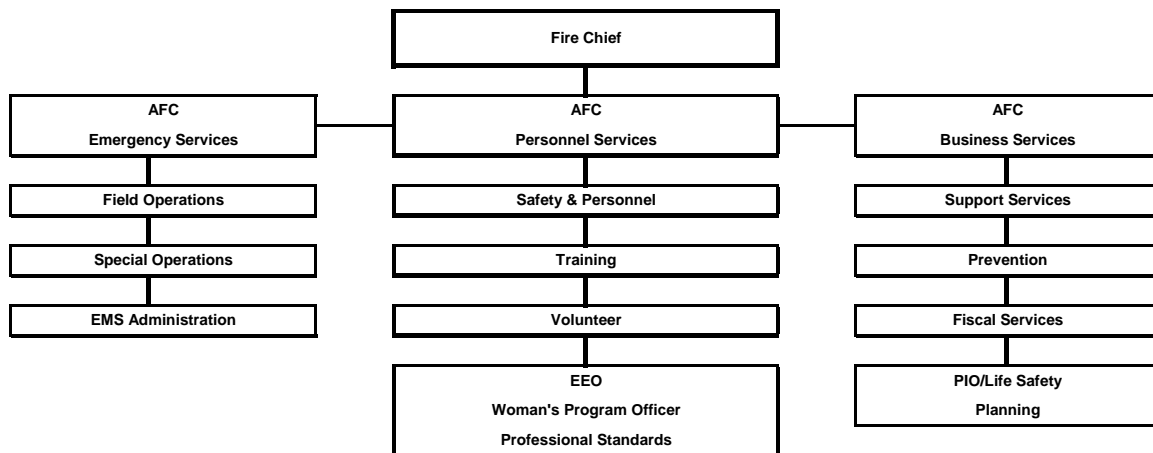 Fire Chief
AFC
Emergency Services
AFC
Personnel Services
AFC
Business Services
Field Operations
Safety & Personnel
Support Services
Special Operations
Training
Prevention
EMS Administration
Volunteer
Fiscal Services
EEO
Woman's Program Officer
Professional Standards
PIO/Life Safety
Planning